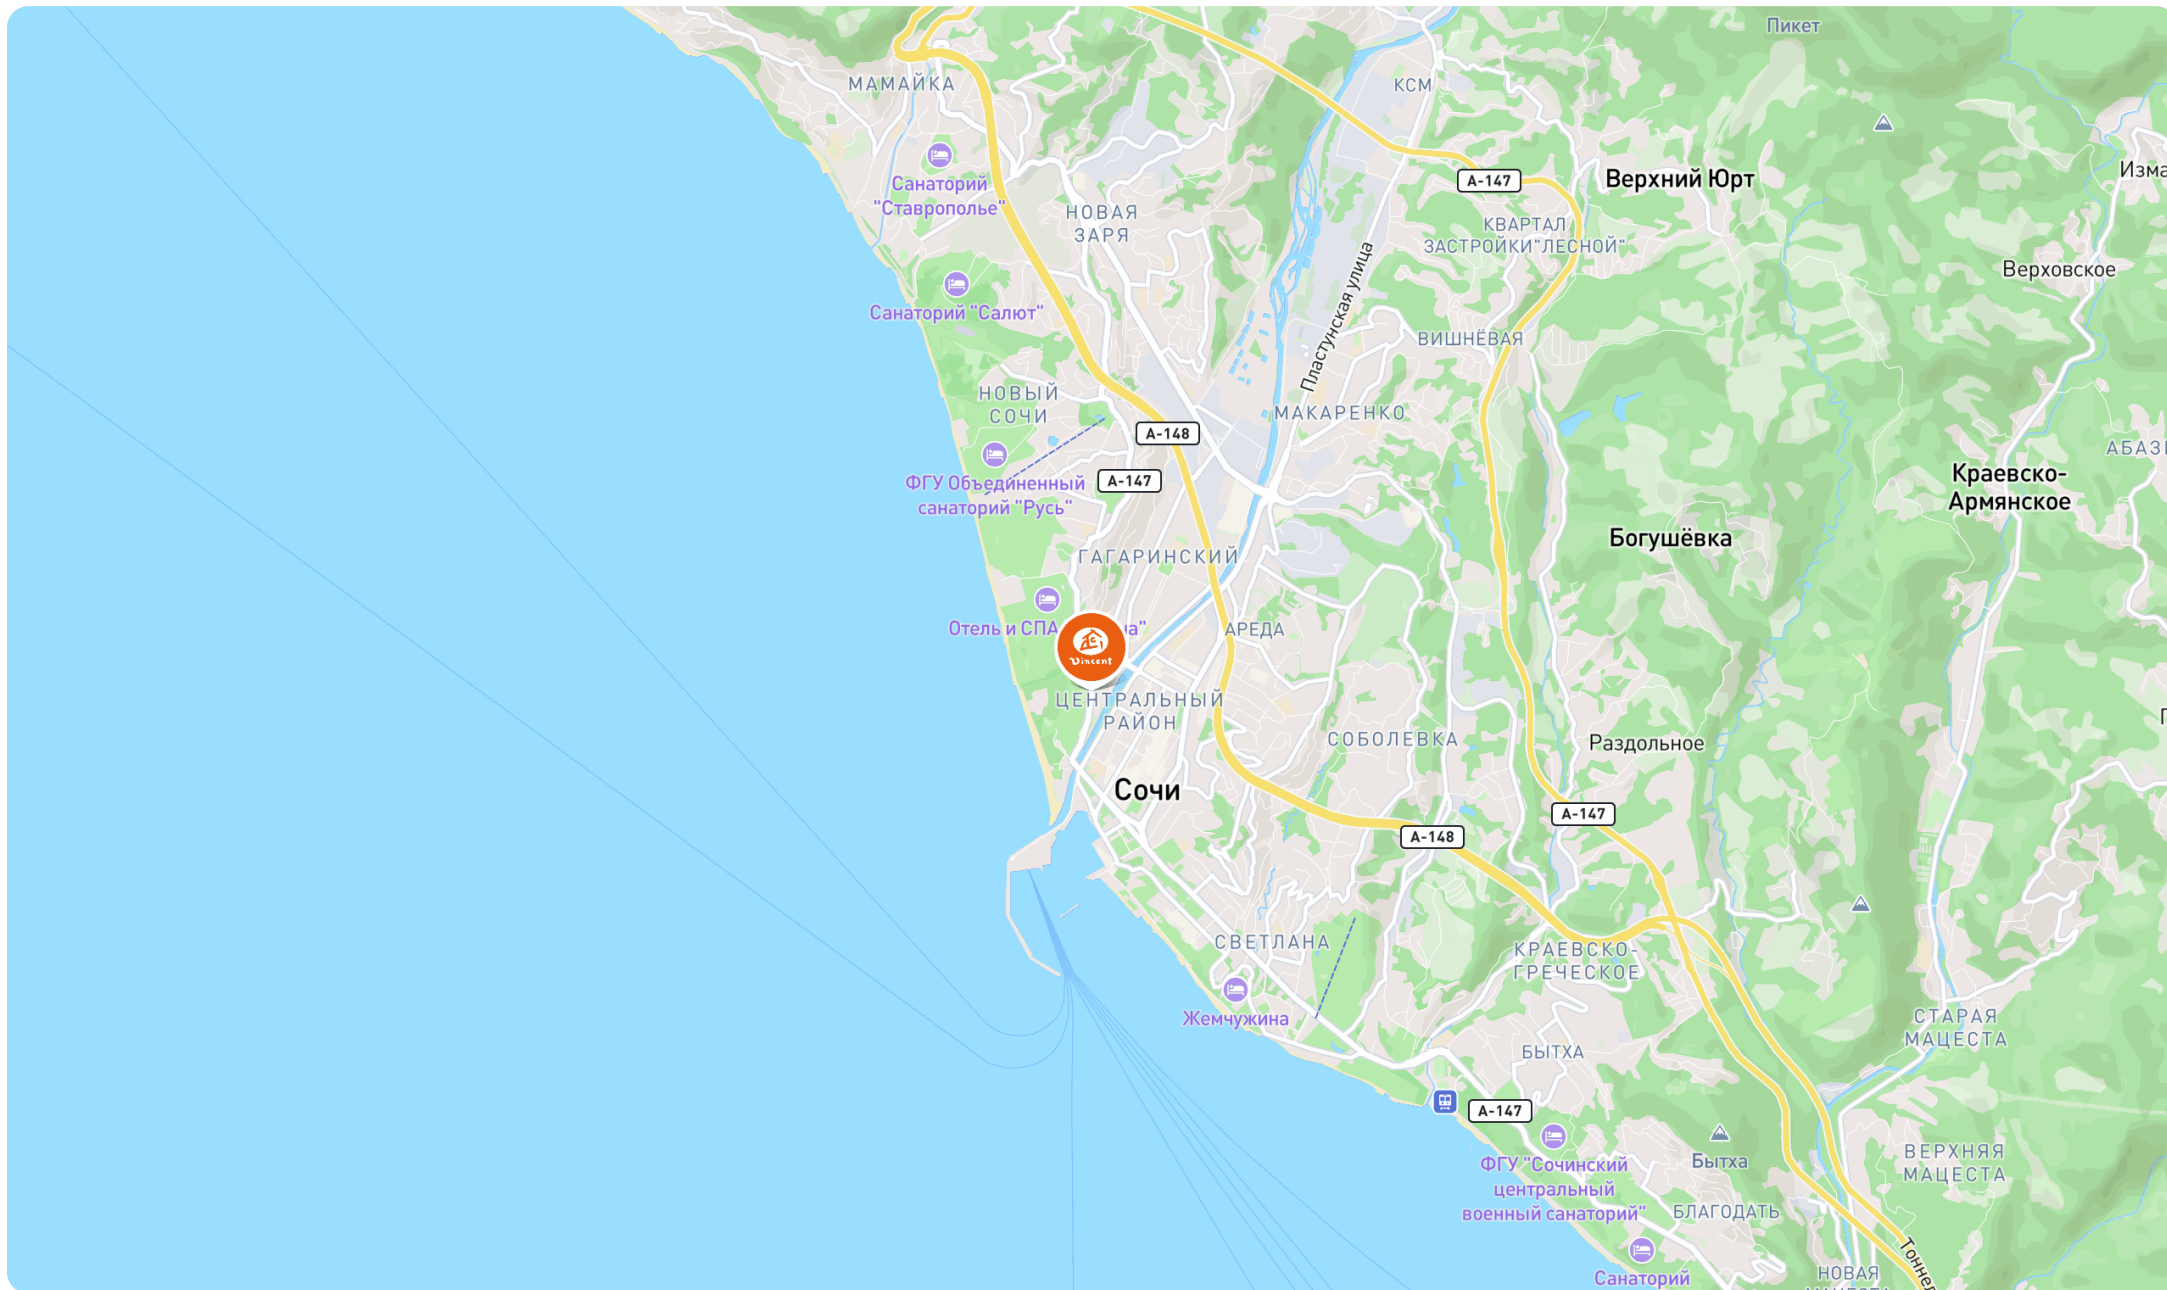 Пикет
МАМАЙКА
КСМ
Санаторий
"Ставрополье"
А-147
Верхний Юрт
НОВАЯ
ЗАРЯ
КВАРТАЛ
ЗАСТРОЙКИ"ЛЕСНОЙ"
Верховское
Санаторий "Салют"
Пластунская улица
ВИШНЁВАЯ
НОВЫЙ
СОЧИ
МАКАРЕНКО
А-148
А-147
ФГУ Объединенный
санаторий "Русь"
Краевско-
Армянское
Богушёвка
ГАГАРИНСКИЙ
Отель и СПА
АРЕДА
Vincent
ЦЕНТРАЛЬНЫЙ
РАЙОН
СОБОЛЕВКА
Раздольное
Сочи
А-147
А-148
СВЕТЛАНА
КРАЕВСКО-
ГРЕЧЕСКОЕ
Жемчужина
СТАРАЯ
МАЦЕСТА
БЫТХА
А-147
ФГУ "Сочинский
центральный
военный санаторий"
Бытха
ВЕРХНЯЯ
МАЦЕСТА
БЛАГОДАТЬ
Санаторий
НОВАЯ